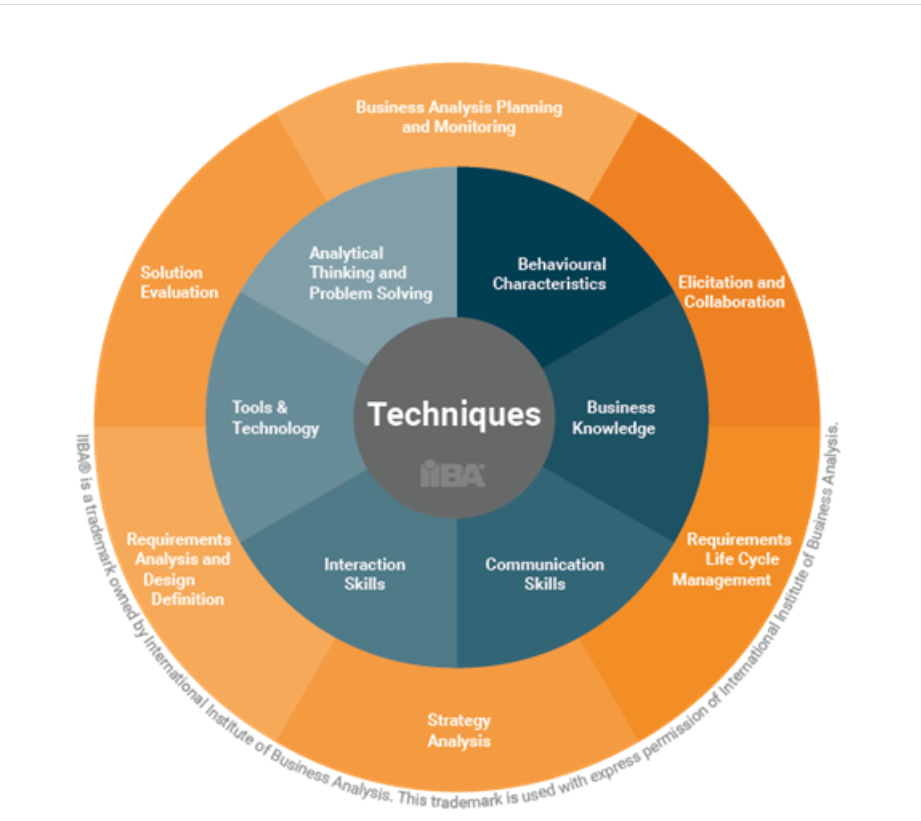 Business Analysis Planning
and Monitoring
Elicitation and
Collaboration
Requirements
Life Cycle
Management
Strategy
Analysis
Requirements
Analysis and
Design
Definition
Solution
Evaluation
Analytical
Thinking and
Problem Solving
Behavioural
Characteristics
Business
Knowledge
Communication
Skills
Interaction
Skills
Tools &
Technology
Techniques
IIBA®
IIBA® is a trademark owned by International Institute of Business Analysis. This trademark is used with express permission of International Institute of Business Analysis.